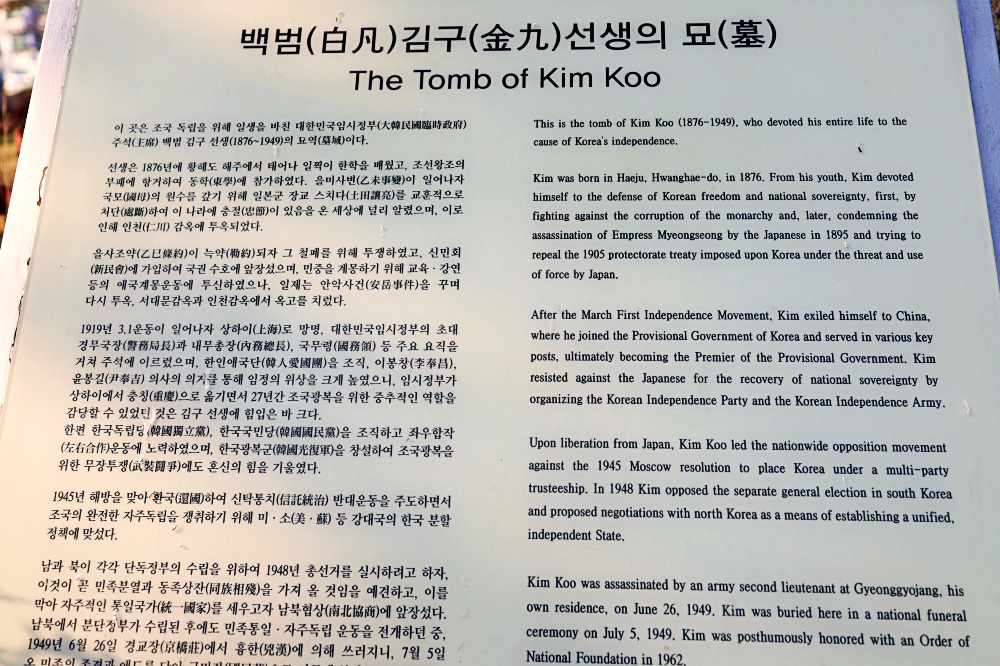 백범(白凡)김구(金九)선생의 묘(墓)
The Tomb of Kim Koo
이 곳은 조국 독립을 위해 일생을 바친 대한민국임시정부(大韓民國臨時政府)
주석(主席) 백범 김구 선생(1876~1949)의 묘역(墓域)이다.
선생은 1876년에 황해도 해주에서 태어나 일찍이 한학을 배웠고, 조선왕조의
부패에 항거하여 동학(東學)에 참가하였다. 을미사변(乙未事變)이 일어나자
국모(國母)의 원수를 갚기 위해 일본군 장교 스치다(土田讓亮)를 교훈적으로
처단(處斷)하여 이 나라에 충절(忠節)이 있음을 온 세상에 널리 알렸으며, 이로
인해 인천(仁川) 감옥에 투옥되었다.
을사조약(乙巳條約)이 늑약(勒約)되자 그 철폐를 위해 투쟁하였고, 신민회
(新民會)에 가입하여 국권 수호에 앞장섰으며, 민중을 계몽하기 위해 교육 · 강연
등의 애국계몽운동에 투신하였으나, 일제는 안악사건(安岳事件)을 꾸며
다시 투옥, 서대문감옥과 인천감옥에서 옥고를 치렀다.
1919년 3.1운동이 일어나자 상하이(上海)로 망명, 대한민국임시정부의 초대
경무국장(警務局長)과 내무총장(內務總長), 국무령(國務領) 등 주요 요직을
거쳐 주석에 이르렀으며, 한인애국단(韓人愛國團)을 조직, 이봉창(李奉昌),
윤봉길(尹奉吉) 의사의 의거를 통해 임정의 위상을 크게 높였으니, 임시정부가
상하이에서 충칭(重慶)으로 옮기면서 27년간 조국광복을 위한 중추적인 역할을
감당할 수 있었던 것은 김구 선생에 힘입은 바 크다.
한편 한국독립당(韓國獨立黨), 한국국민당(韓國國民黨)을 조직하고 좌우합작
(左右合作)운동에 노력하였으며, 한국광복군(韓國光復軍)을 창설하여 조국광복을
위한 무장투쟁(武裝鬪爭)에도 혼신의 힘을 기울였다.
1945년 해방을 맞아 환국(還國)하여 신탁통치(信託統治) 반대운동을 주도하면서
조국의 완전한 자주독립을 쟁취하기 위해 미 · 소(美 · 蘇) 등 강대국의 한국 분할
정책에 맞섰다.
남과 북이 각각 단독정부의 수립을 위하여 1948년 총선거를 실시하려고 하자,
이것이 곧 민족분열과 동족상잔(同族相殘)을 가져 올 것임을 예견하고, 이를
막아 자주적인 통일국가(統一國家)를 세우고자 남북협상(南北協商)에 앞장섰다.
남북에서 분단정부가 수립된 후에도 민족통일 · 자주독립 운동을 전개하던 중,
1949년 6월 26일 경교장(京橋莊)에서 흉한(兇漢)에 의해 쓰러지니, 7월 5일
온 민족의
This is the tomb of Kim Koo (1876-1949), who devoted his entire life to the
cause of Korea's independence.
Kim was born in Haeju, Hwanghae-do, in 1876. From his youth, Kim devoted
himself to the defense of Korean freedom and national sovereignty, first, by
fighting against the corruption of the monarchy and, later, condemning the
assassination of Empress Myeongseong by the Japanese in 1895 and trying to
repeal the 1905 protectorate treaty imposed upon Korea under the threat and use
of force by Japan.
After the March First Independence Movement, Kim exiled himself to China,
where he joined the Provisional Government of Korea and served in various key
posts, ultimately becoming the Premier of the Provisional Government. Kim
resisted against the Japanese for the recovery of national sovereignty by
organizing the Korean Independence Party and the Korean Independence Army.
Upon liberation from Japan, Kim Koo led the nationwide opposition movement
against the 1945 Moscow resolution to place Korea under a multi-party
trusteeship. In 1948 Kim opposed the separate general election in south Korea
and proposed negotiations with north Korea as a means of establishing a unified,
independent State.
Kim Koo was assassinated by an army second lieutenant at Gyeonggyojang, his
own residence, on June 26, 1949. Kim was buried here in a national funeral
ceremony on July 5, 1949. Kim was posthumously honored with an Order of
National Foundation in 1962.